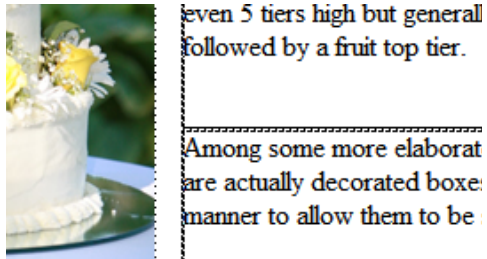 even 5 tiers high but generall
followed by a fruit top tier.
Among some more elaborat
are actually decorated boxes
manner to allow them to be